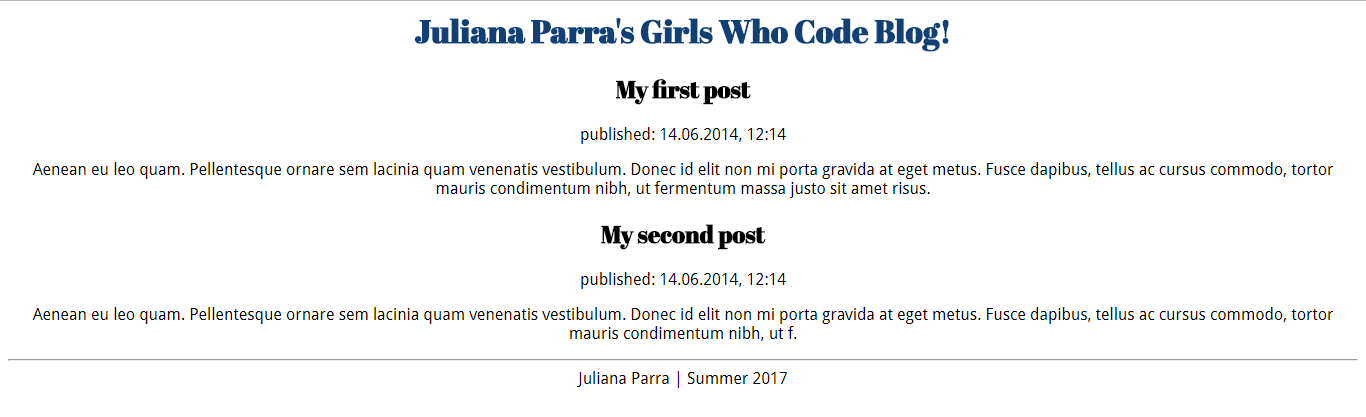 Juliana Parra's Girls Who Code Blog!
My first post
published: 14.06.2014, 12:14
Aenean eu leo quam. Pellentesque ornare sem lacinia quam venenatis vestibulum. Donec id elit non mi porta gravida at eget metus. Fusce dapibus, tellus ac cursus commodo, tortor
mauris condimentum nibh, ut fermentum massa justo sit amet risus.
My second post
published: 14.06.2014, 12:14
Aenean eu leo quam. Pellentesque ornare sem lacinia quam venenatis vestibulum. Donec id elit non mi porta gravida at eget metus. Fusce dapibus, tellus ac cursus commodo, tortor
mauris condimentum nibh, ut f.
Juliana Parra | Summer 2017